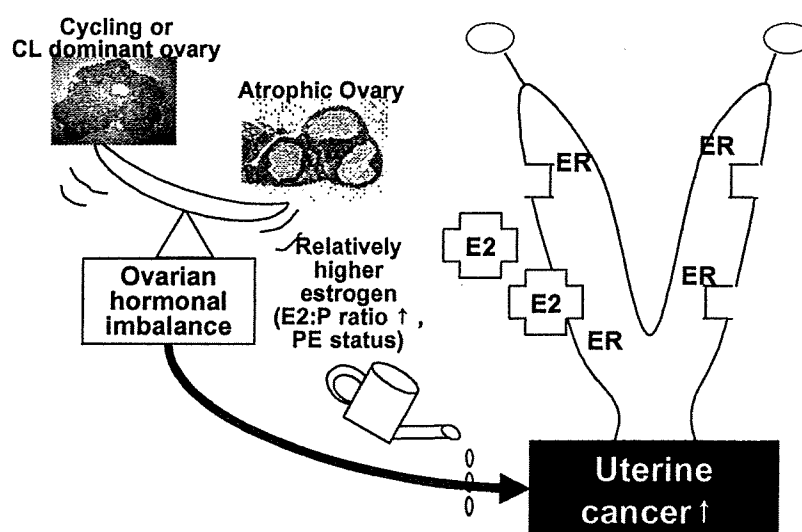 Cycling or
CL dominant ovary
Atrophic Ovary
Ovarian
hormonal
imbalance
Relatively
higher
estrogen
(E2:P ratio ↑ ,
PE status)
E2
E2
ER
ER
ER
ER
Uterine
cancer ↑